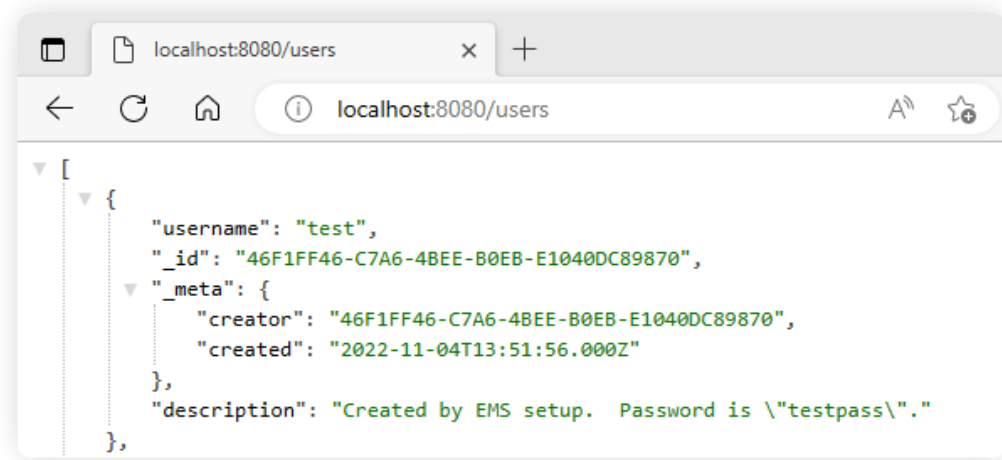 localhost:8080/users
localhost:8080/users
[
{
"username": "test",
"_id": "46F1FF46-C7A6-4BEE-B0EB-E1040DC89870",
"_meta": {
"creator": "46F1FF46-C7A6-4BEE-B0EB-E1040DC89870",
"created": "2022-11-04T13:51:56.000Z"
},
"description": "Created by EMS setup.  Password is \"testpass\"."
},